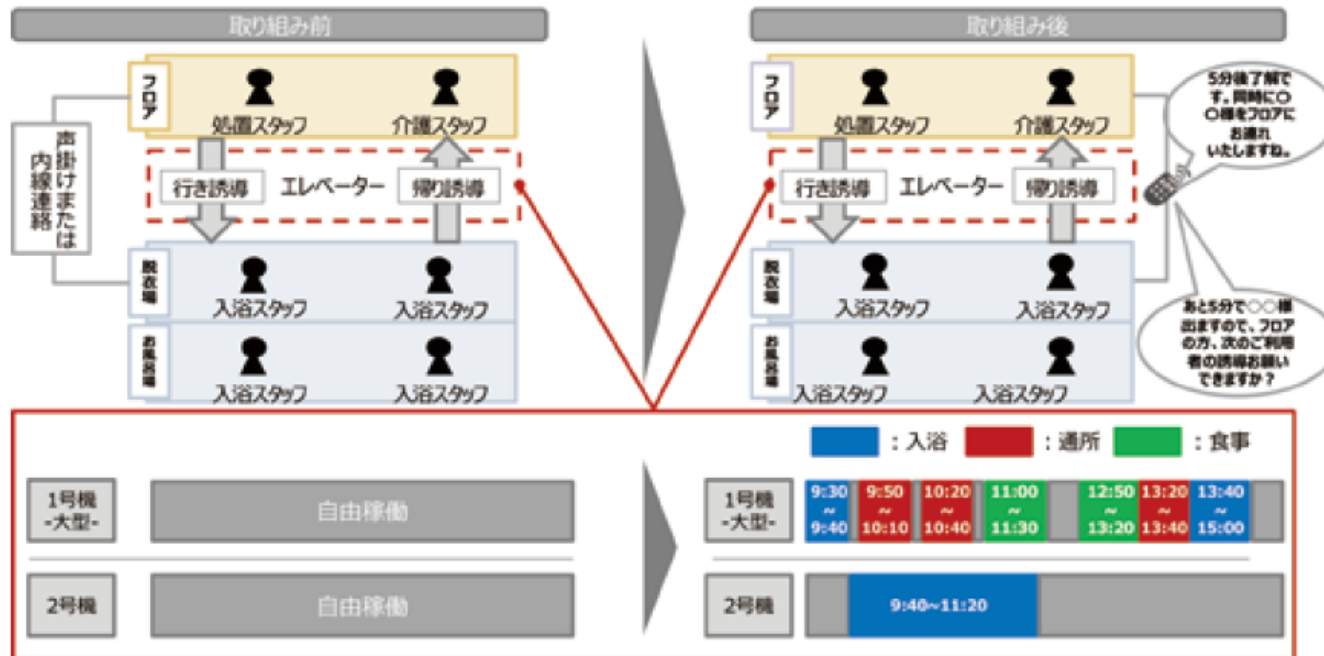 取り組み前
フロア
処置スタッフ
介護スタッフ
声掛けまたは
内線連絡
行き誘導
エレベーター
帰り誘導
脱衣場
入浴スタッフ
入浴スタッフ
お風呂場
入浴スタッフ
入浴スタッフ
取り組み後
フロア
処置スタッフ
介護スタッフ
行き誘導
エレベーター
帰り誘導
脱衣場
入浴スタッフ
入浴スタッフ
お風呂場
入浴スタッフ
入浴スタッフ
5分後了解で
す。同時に〇
〇様をフロアに
お連れ
いたしますね。
あと5分で〇〇様
出ますので、フロア
の方、次のご利用
者の誘導お願い
できますか？
：入浴
：通所
：食事
1号機
-大型-
自由稼働
2号機
自由稼働
1号機
-大型-
9:30
~
9:40
9:50
~
10:10
10:20
~
10:40
11:00
~
11:30
12:50
~
13:20
13:20
~
13:40
13:40
~
15:00
2号機
9:40~11:20